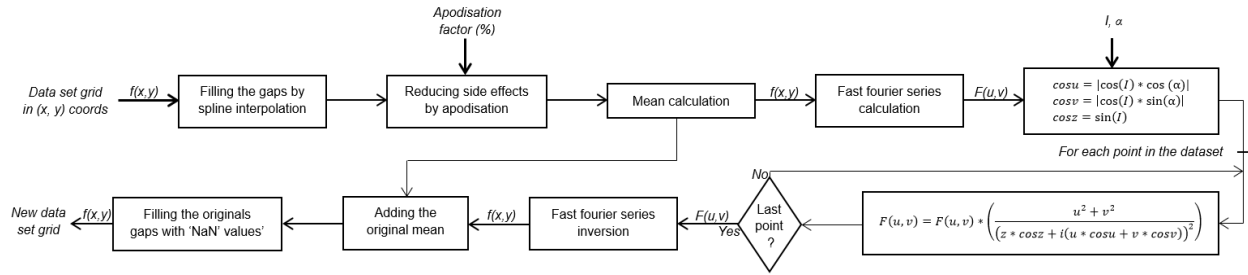 Apodisation
factor (%)
I, α
Data set grid
in (x, y) coords
f(x,y)
Filling the gaps by
spline interpolation
Reducing side effects
by apodisation
Mean calculation
f(x,y)
Fast fourier series
calculation
F(u,v)
cosu = |cos(I) * cos (α)|
cosv = |cos(I) * sin(α)|
cosz = sin(I)
For each point in the dataset
New data
set grid
f(x,y)
Filling the originals
gaps with ‘NaN’ values’
Adding the
original mean
f(x,y)
Fast fourier series
inversion
F(u,v)
Yes
No
Last
point
?
F(u, v) = F(u, v) * ( u² + v² / (z * cosz + i(u * cosu + v * cosv))² )